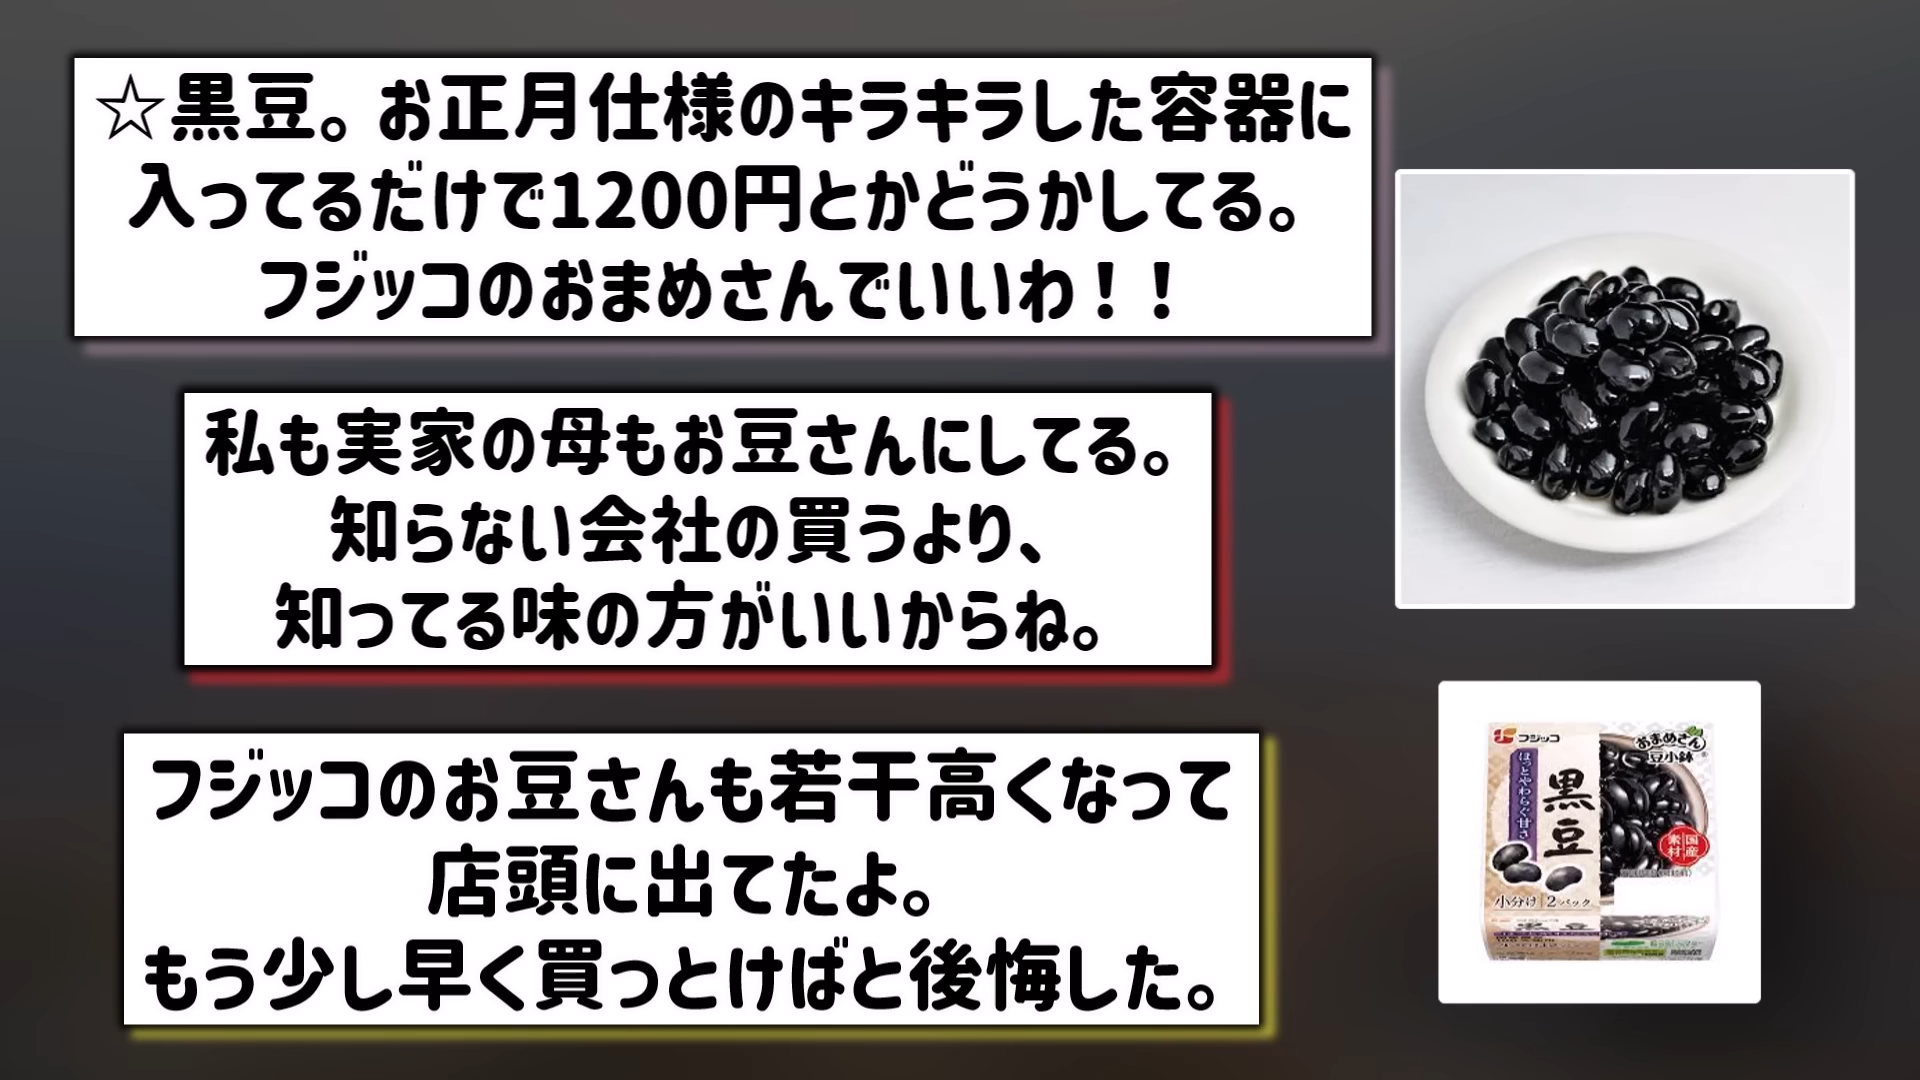 ☆黒豆。お正月仕様のキラキラした容器に
入ってるだけで1200円とかどうかしてる。
フジッコのおまめさんでいいわ！！
私も実家の母もお豆さんにしてる。
知らない会社の買うより、
知ってる味の方がいいからね。
フジッコのお豆さんも若干高くなって
店頭に出てたよ。
もう少し早く買っとけばと後悔した。
フジッコ
おまめさん
豆小鉢
ほっとやわらぐ甘さ
黒豆
国産
素材
小分け 2パック
黒豆